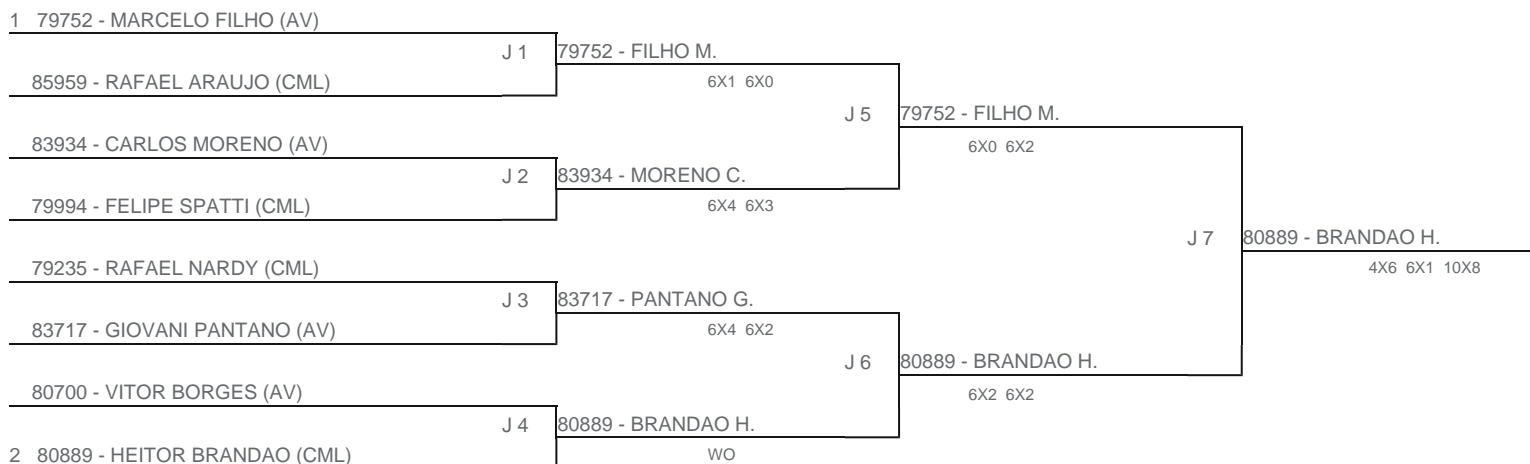 1 79752 - MARCELO FILHO (AV)
J 1 79752 - FILHO M.
85959 - RAFAEL ARAUJO (CML) 6X1 6X0
J 5 79752 - FILHO M.
83934 - CARLOS MORENO (AV) 6X0 6X2
J 2 83934 - MORENO C.
79994 - FELIPE SPATTI (CML) 6X4 6X3
J 7 80889 - BRANDAO H.
79235 - RAFAEL NARDY (CML) 4X6 6X1 10X8
J 3 83717 - PANTANO G.
83717 - GIOVANI PANTANO (AV) 6X4 6X2
J 6 80889 - BRANDAO H.
80700 - VITOR BORGES (AV) 6X2 6X2
J 4 80889 - BRANDAO H.
2 80889 - HEITOR BRANDAO (CML) WO